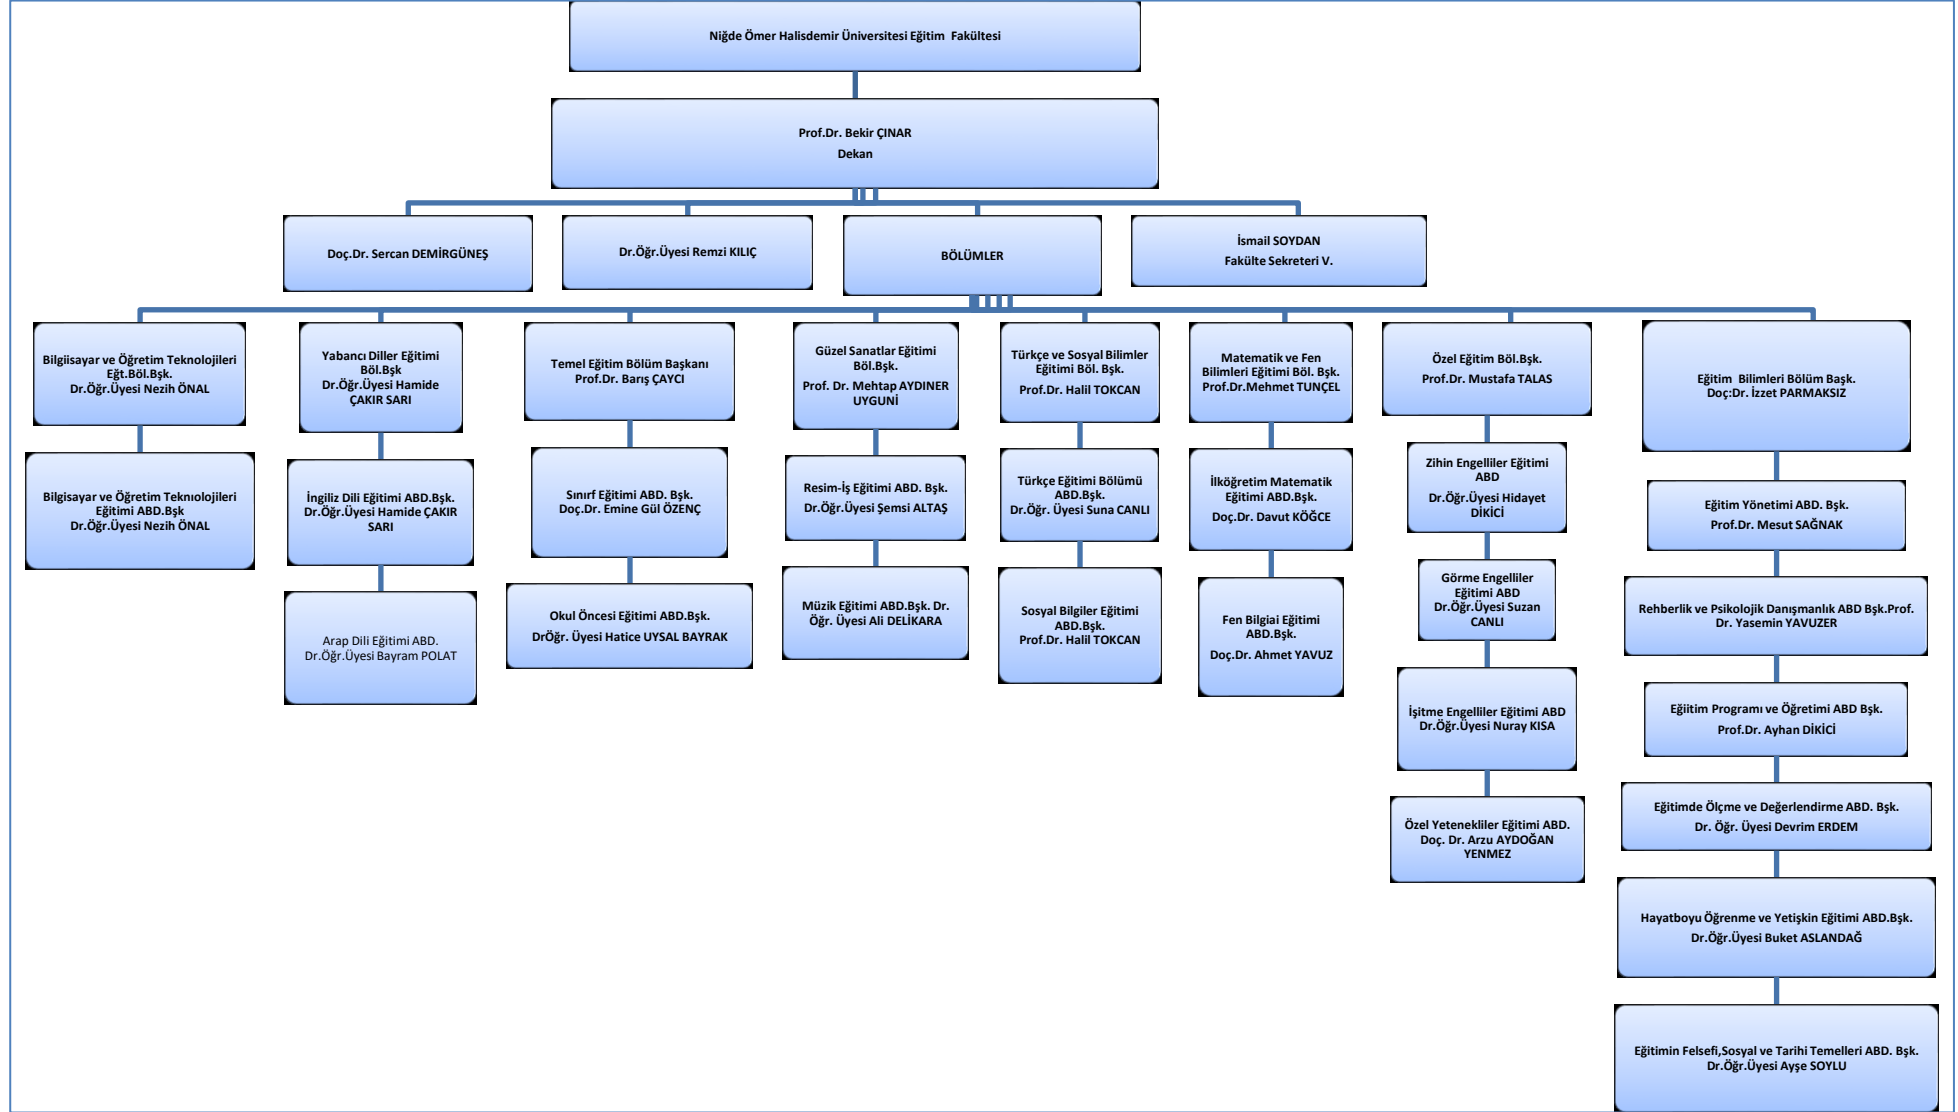 Niğde Ömer Halisdemir Üniversitesi Eğitim  Fakültesi
Prof.Dr. Bekir ÇINAR
Dekan
Doç.Dr. Sercan DEMİRGÜNEŞ
Dr.Öğr.Üyesi Remzi KILIÇ
BÖLÜMLER
İsmail SOYDAN
Fakülte Sekreteri V.
Bilgiisayar ve Öğretim Teknolojileri
Eğt.Böl.Bşk.
Dr.Öğr.Üyesi Nezih ÖNAL
Bilgisayar ve Öğretim Teknıolojileri
Eğitimi ABD.Bşk
Dr.Öğr.Üyesi Nezih ÖNAL
Yabancı Diller Eğitimi
Böl.Bşk
Dr.Öğr.Üyesi Hamide
ÇAKIR SARI
İngiliz Dili Eğitimi ABD.Bşk.
Dr.Öğr.Üyesi Hamide ÇAKIR
SARI
Arap Dili Eğitimi ABD.
Dr.Öğr.Üyesi Bayram POLAT
Temel Eğitim Bölüm Başkanı
Prof.Dr. Barış ÇAYCI
Sınırf Eğitimi ABD. Bşk.
Doç.Dr. Emine Gül ÖZENÇ
Okul Öncesi Eğitimi ABD.Bşk.
DrÖğr. Üyesi Hatice UYSAL BAYRAK
Güzel Sanatlar Eğitimi
Böl.Bşk.
Prof. Dr. Mehtap AYDINER
UYGUNİ
Resim-İş Eğitimi ABD. Bşk.
Dr.Öğr.Üyesi Şemsi ALTAŞ
Müzik Eğitimi ABD.Bşk. Dr.
Öğr. Üyesi Ali DELİKARA
Türkçe ve Sosyal Bilimler
Eğitimi Böl. Bşk.
Prof.Dr. Halil TOKCAN
Türkçe Eğitimi Bölümü
ABD.Bşk.
Dr.Öğr. Üyesi Suna CANLI
Sosyal Bilgiler Eğitimi
ABD.Bşk.
Prof.Dr. Halil TOKCAN
Matematik ve Fen
Bilimleri Eğitimi Böl. Bşk.
Prof.Dr.Mehmet TUNÇEL
İlköğretim Matematik
Eğitimi ABD.Bşk.
Doç.Dr. Davut KÖĞCE
Fen Bilgiai Eğitimi
ABD.Bşk.
Doç.Dr. Ahmet YAVUZ
Özel Eğitim Böl.Bşk.
Prof.Dr. Mustafa TALAS
Zihin Engelliler Eğitimi
ABD
Dr.Öğr.Üyesi Hidayet
DİKİCİ
Görme Engelliler
Eğitimi ABD
Dr.Öğr.Üyesi Suzan
CANLI
İşitme Engelliler Eğitimi ABD
Dr.Öğr.Üyesi Nuray KISA
Özel Yetenekliler Eğitimi ABD.
Doç. Dr. Arzu AYDOĞAN
YENMEZ
Eğitim  Bilimleri Bölüm Başk.
Doç:Dr. İzzet PARMAKSIZ
Eğitim Yönetimi ABD. Bşk.
Prof.Dr. Mesut SAĞNAK
Rehberlik ve Psikolojik Danışmanlık ABD Bşk.Prof.
Dr. Yasemin YAVUZER
Eğiitim Programı ve Öğretimi ABD Bşk.
Prof.Dr. Ayhan DİKİCİ
Eğitimde Ölçme ve Değerlendirme ABD. Bşk.
Dr. Öğr. Üyesi Devrim ERDEM
Hayatboyu Öğrenme ve Yetişkin Eğitimi ABD.Bşk.
Dr.Öğr.Üyesi Buket ASLANDAĞ
Eğitimin Felsefi,Sosyal ve Tarihi Temelleri ABD. Bşk.
Dr.Öğr.Üyesi Ayşe SOYLU